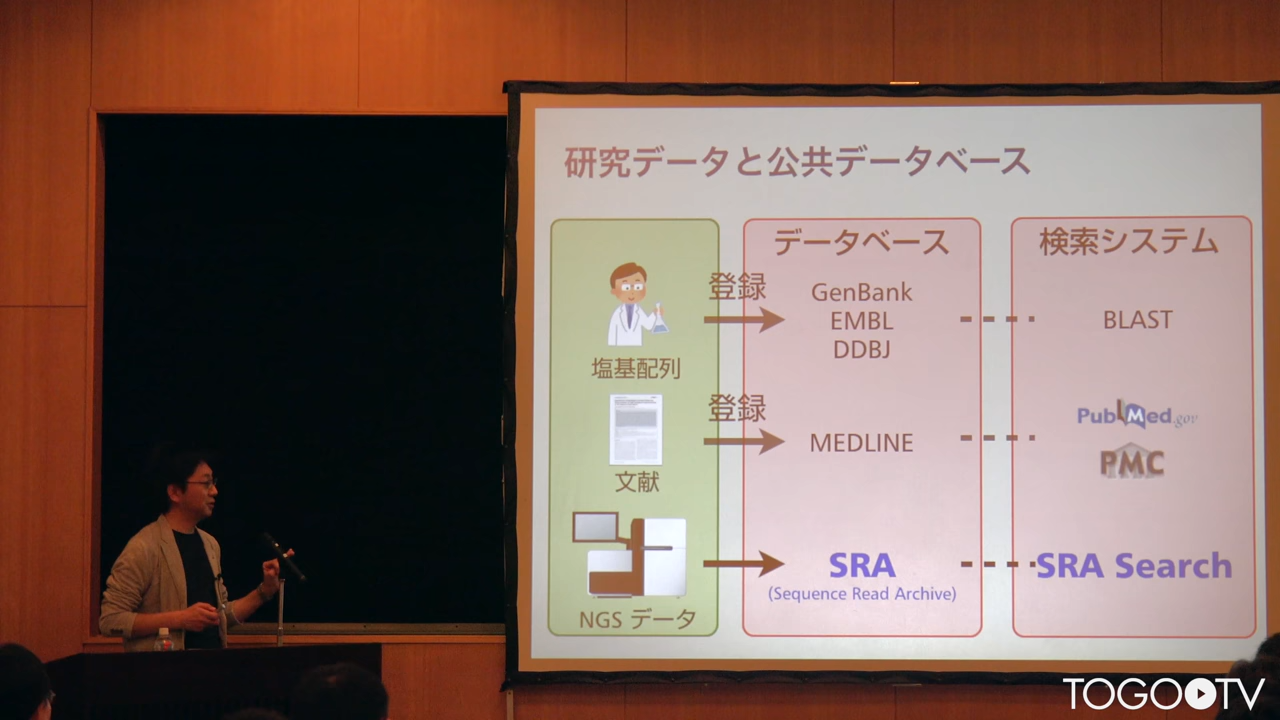 研究データと公共データベース
塩基配列
登録
データベース
GenBank
EMBL
DDBJ
検索システム
BLAST
文献
登録
MEDLINE
PubMed.gov
PMC
NGS データ
SRA
(Sequence Read Archive)
SRA Search
TOGO TV